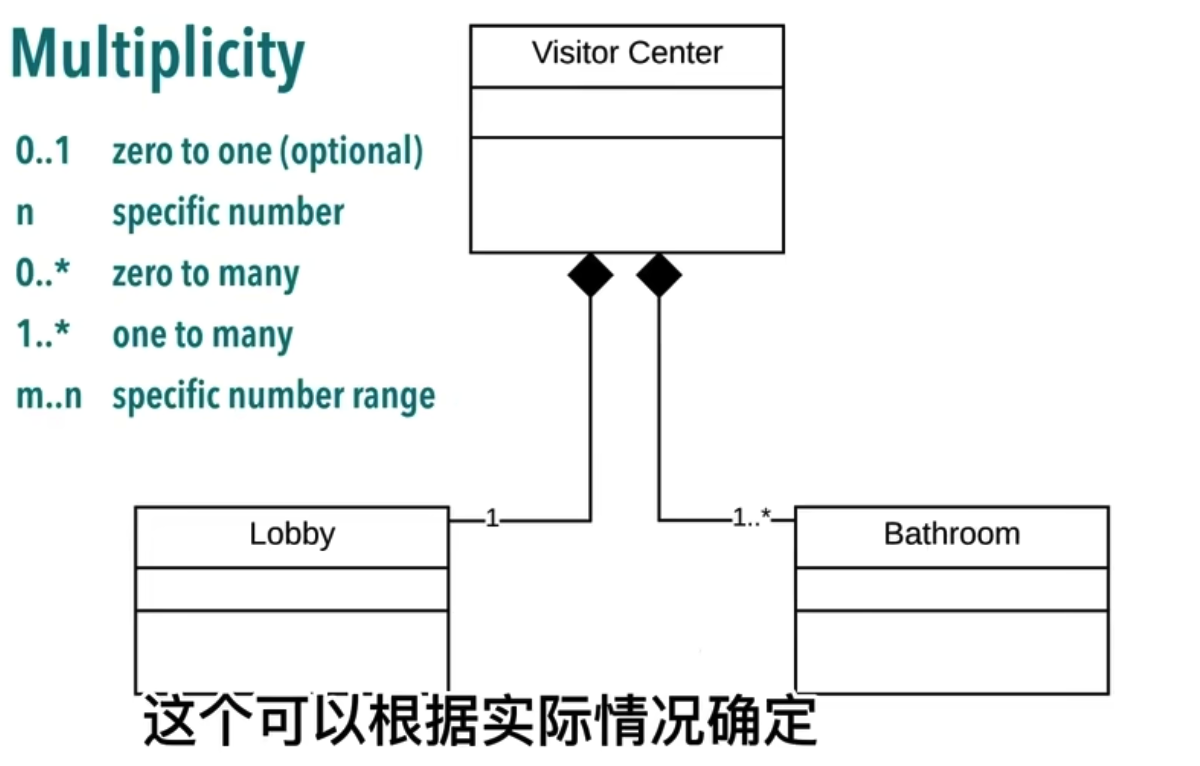 Multiplicity
0..1 zero to one (optional)
n specific number
0..* zero to many
1..* one to many
m..n specific number range
Visitor Center
1
1..*
Lobby
Bathroom
这个可以根据实际情况确定